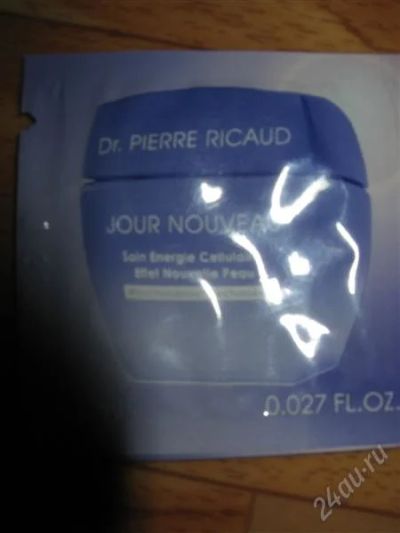 Dr. PIERRE RICAUD
JOUR NOUVEAU
Soin Energie Cellulaire
Effet Nouvelle Peau
0.027 FL.OZ.
24au.ru